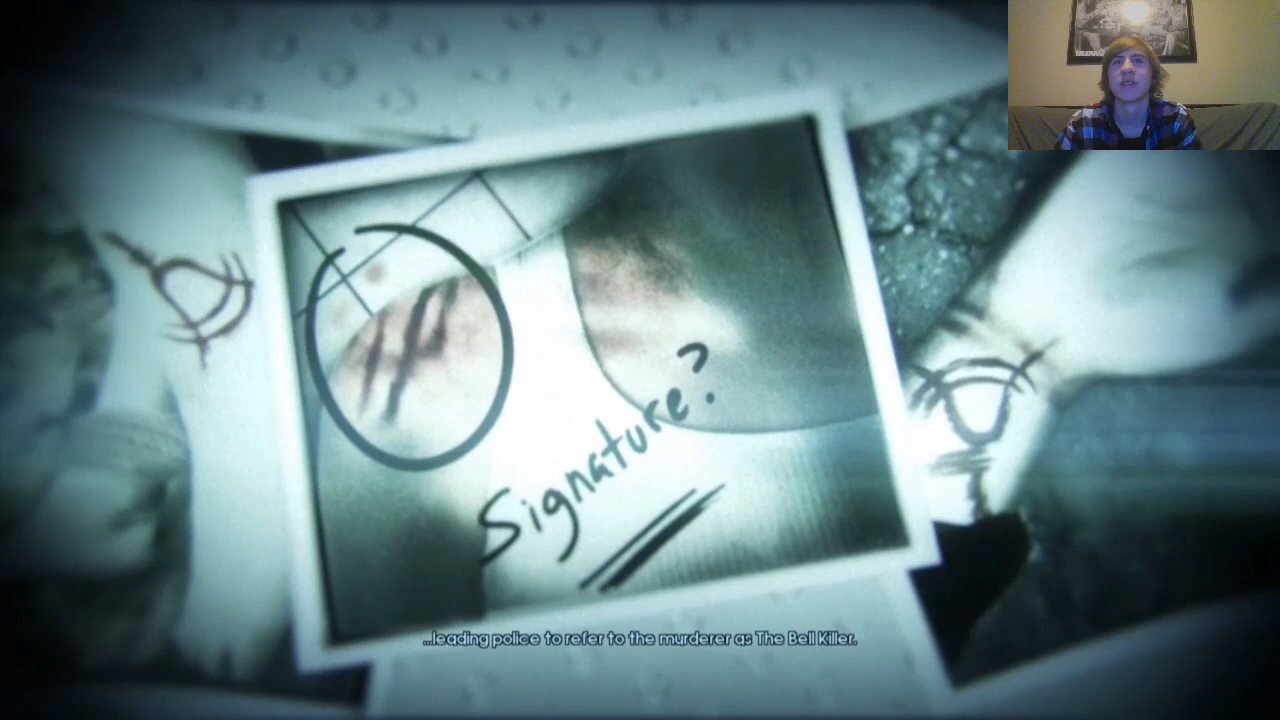 Signature?
...leading police to refer to the murderer as The Bell Killer.